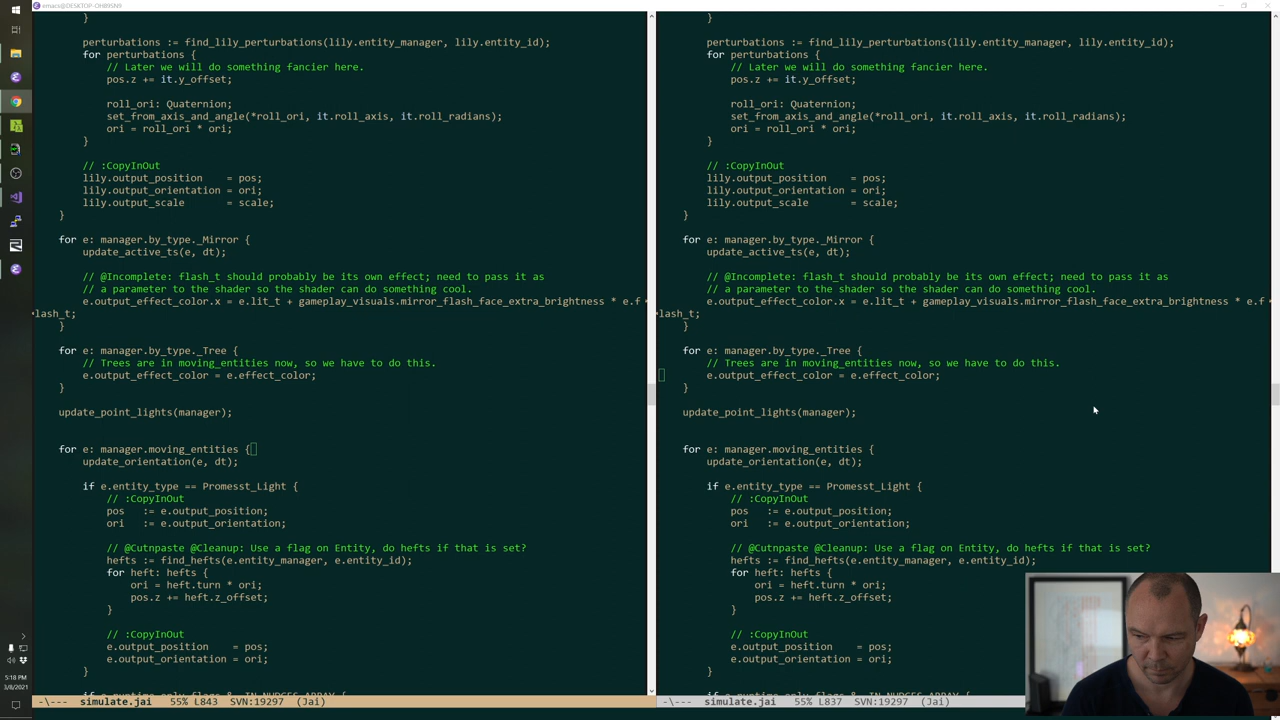 emacs@DESKTOP-OH89SN9
}
perturbations := find_lily_perturbations(lily.entity_manager, lily.entity_id);
for perturbations {
// Later we will do something fancier here.
pos.z += it.y_offset;
roll_ori: Quaternion;
set_from_axis_and_angle(*roll_ori, it.roll_axis, it.roll_radians);
ori = roll_ori * ori;
}
// :CopyInOut
lily.output_position    = pos;
lily.output_orientation = ori;
lily.output_scale       = scale;
}
for e: manager.by_type._Mirror {
update_active_ts(e, dt);
// @Incomplete: flash_t should probably be its own effect; need to pass it as
// a parameter to the shader so the shader can do something cool.
e.output_effect_color.x = e.lit_t + gameplay_visuals.mirror_flash_face_extra_brightness * e.f
lash_t;
}
for e: manager.by_type._Tree {
// Trees are in moving_entities now, so we have to do this.
e.output_effect_color = e.effect_color;
}
update_point_lights(manager);
for e: manager.moving_entities {
update_orientation(e, dt);
if e.entity_type == Promesst_Light {
// :CopyInOut
pos   := e.output_position;
ori   := e.output_orientation;
// @Cutnpaste @Cleanup: Use a flag on Entity, do hefts if that is set?
hefts := find_hefts(e.entity_manager, e.entity_id);
for heft: hefts {
ori = heft.turn * ori;
pos.z += heft.z_offset;
}
// :CopyInOut
e.output_position    = pos;
e.output_orientation = ori;
}
-\---  simulate.jai   55% L843  SVN:19297  (Jai)
}
perturbations := find_lily_perturbations(lily.entity_manager, lily.entity_id);
for perturbations {
// Later we will do something fancier here.
pos.z += it.y_offset;
roll_ori: Quaternion;
set_from_axis_and_angle(*roll_ori, it.roll_axis, it.roll_radians);
ori = roll_ori * ori;
}
// :CopyInOut
lily.output_position    = pos;
lily.output_orientation = ori;
lily.output_scale       = scale;
}
for e: manager.by_type._Mirror {
update_active_ts(e, dt);
// @Incomplete: flash_t should probably be its own effect; need to pass it as
// a parameter to the shader so the shader can do something cool.
e.output_effect_color.x = e.lit_t + gameplay_visuals.mirror_flash_face_extra_brightness * e.f
lash_t;
}
for e: manager.by_type._Tree {
// Trees are in moving_entities now, so we have to do this.
e.output_effect_color = e.effect_color;
}
update_point_lights(manager);
for e: manager.moving_entities {
update_orientation(e, dt);
if e.entity_type == Promesst_Light {
// :CopyInOut
pos   := e.output_position;
ori   := e.output_orientation;
// @Cutnpaste @Cleanup: Use a flag on Entity, do hefts if that is set?
hefts := find_hefts(e.entity_manager, e.entity_id);
for heft: hefts {
ori = heft.turn * ori;
pos.z += heft.z_offset;
}
// :CopyInOut
e.output_position    = pos;
e.output_orientation = ori;
}
-\---  simulate.jai   55% L837  SVN:19297  (Jai)
5:18 PM
3/8/2021